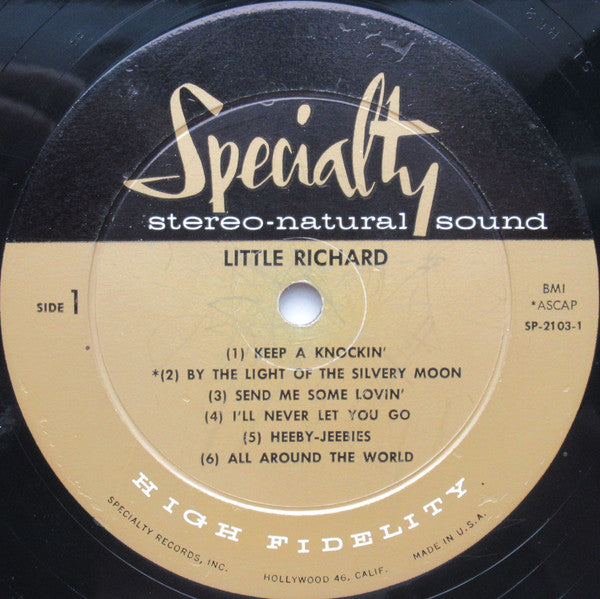 Specialty
stereo-natural sound
LITTLE RICHARD
SIDE 1
BMI
*ASCAP
SP-2103-1
(1) KEEP A KNOCKIN'
*(2) BY THE LIGHT OF THE SILVERY MOON
(3) SEND ME SOME LOVIN'
(4) I'LL NEVER LET YOU GO
(5) HEEBY-JEEBIES
(6) ALL AROUND THE WORLD
HIGH FIDELITY
SPECIALTY RECORDS, INC.
HOLLYWOOD 46, CALIF.
MADE IN U.S.A.